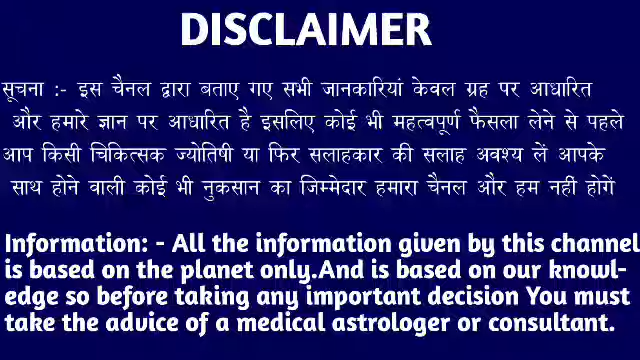 DISCLAIMER
सूचना :- इस चैनल द्वारा बताए गए सभी जानकारियां केवल ग्रह पर आधारित
और हमारे ज्ञान पर आधारित है इसलिए कोई भी महत्वपूर्ण फैसला लेने से पहले
आप किसी चिकित्सक ज्योतिषी या फिर सलाहकार की सलाह अवश्य लें आपके
साथ होने वाली कोई भी नुकसान का जिम्मेदार हमारा चैनल और हम नहीं होगें
Information: - All the information given by this channel
is based on the planet only.And is based on our knowl-
edge so before taking any important decision You must
take the advice of a medical astrologer or consultant.